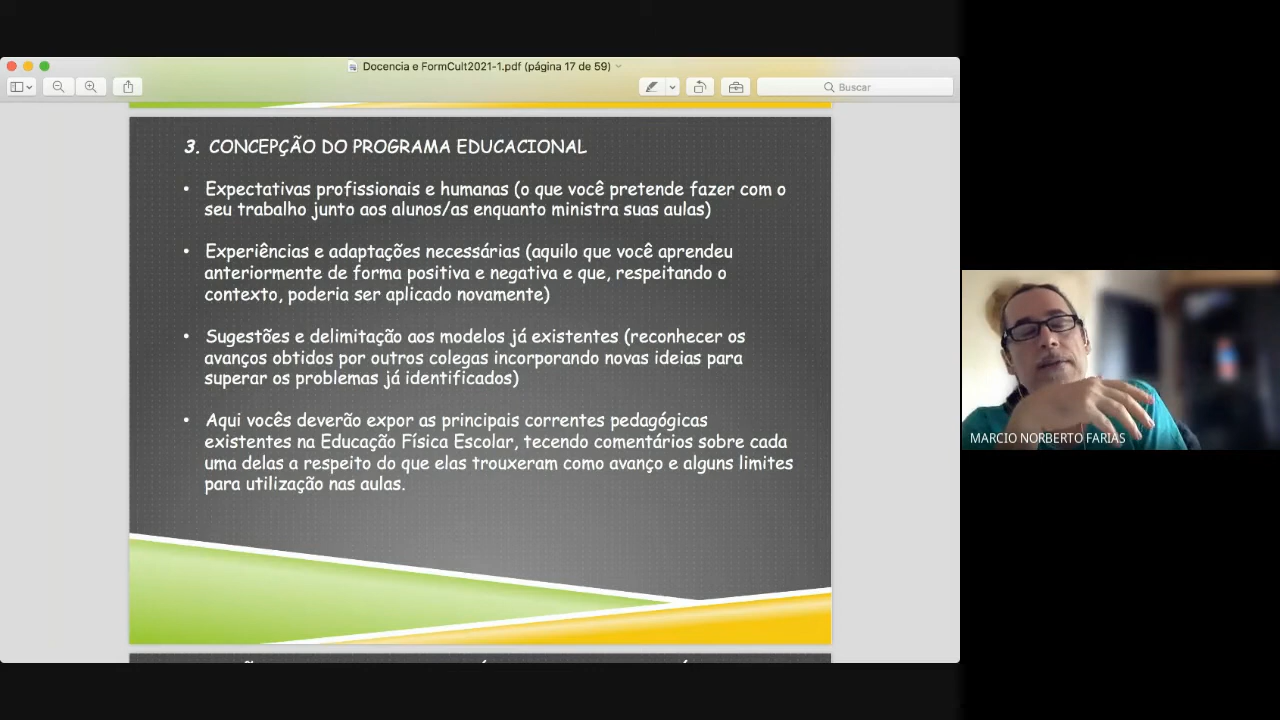 Docencia e FormCult2021-1.pdf (página 17 de 59)
Buscar
3. CONCEPÇÃO DO PROGRAMA EDUCACIONAL
• Expectativas profissionais e humanas (o que você pretende fazer com o
seu trabalho junto aos alunos/as enquanto ministra suas aulas)
• Experiências e adaptações necessárias (aquilo que você aprendeu
anteriormente de forma positiva e negativa e que, respeitando o
contexto, poderia ser aplicado novamente)
• Sugestões e delimitação aos modelos já existentes (reconhecer os
avanços obtidos por outros colegas incorporando novas ideias para
superar os problemas já identificados)
• Aqui vocês deverão expor as principais correntes pedagógicas
existentes na Educação Física Escolar, tecendo comentários sobre cada
uma delas a respeito do que elas trouxeram como avanço e alguns limites
para utilização nas aulas.
MARCIO NORBERTO FARIAS